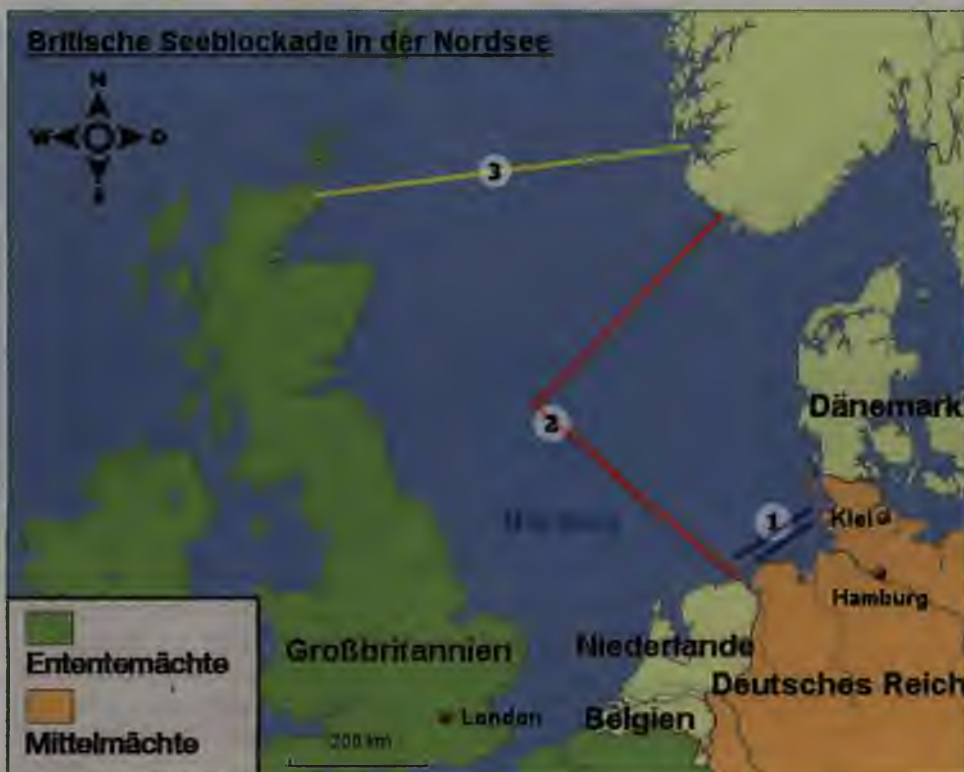 Britische Seeblockade in der Nordsee
N
W O
S
3
2
1
Dänemark
Kiel
Hamburg
Niederlande
Deutsches Reich
Großbritannien
Belgien
London
200 km
Ententemächte
Mittelmächte